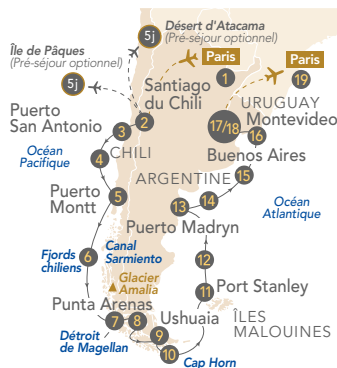 Désert d'Atacama
(Pré-séjour optionnel)
5j
Île de Pâques
(Pré-séjour optionnel)
5j
Paris
1
Paris
19
Santiago
du Chili
2
Puerto
San Antonio
3
URUGUAY
Montevideo
17/18
16
Océan
Pacifique
4
CHILI
Buenos Aires
15
ARGENTINE
Puerto
Montt
5
13
14
Océan
Atlantique
Puerto Madryn
Fjords
chiliens
6
Canal
Sarmiento
12
Glacier
Amalia
11
Port Stanley
Punta Arenas
7
8
Ushuaia
ÎLES
MALOUINES
Détroit
de Magellan
9
10
Cap Horn